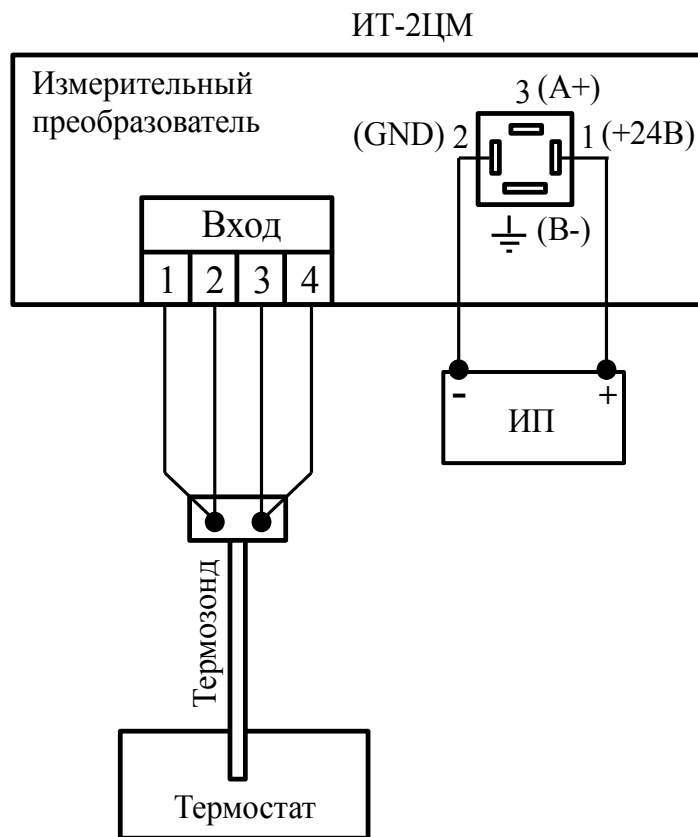 ИТ-2ЦМ
Измерительный
преобразователь
3 (А+)
(GND) 2
1 (+24В)
(В-)
Вход
1 2 3 4
- +
ИП
Термозонд
Термостат